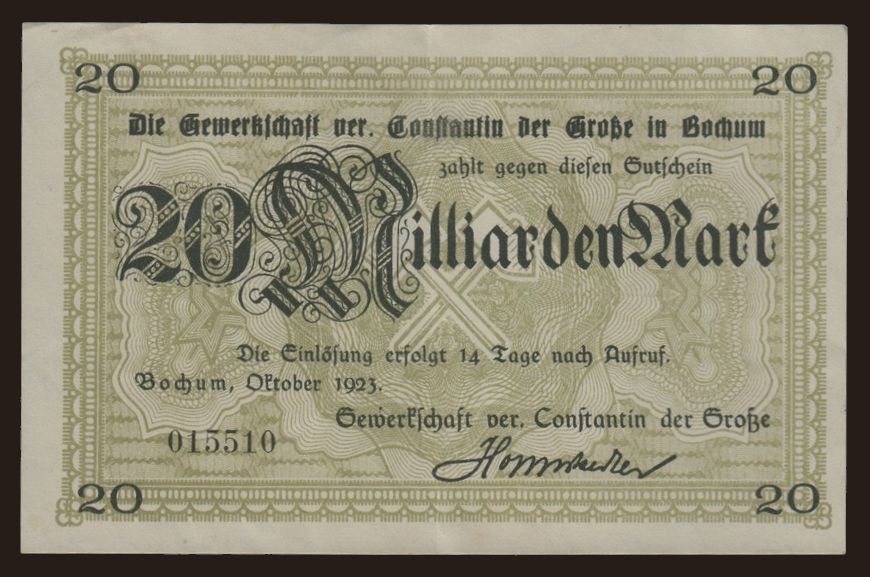 20 20
Die Gewerkschaft ver. Constantin der Große in Bochum
zahlt gegen diesen Gutschein
20 Milliarden Mark
Die Einlösung erfolgt 14 Tage nach Aufruf.
Bochum, Oktober 1923.
Gewerkschaft ver. Constantin der Große
015510
20 20